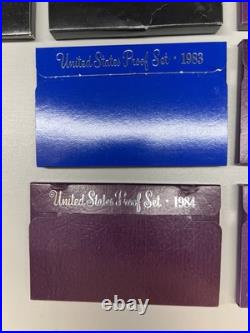 United States Proof Set · 1983
United States Proof Set · 1984